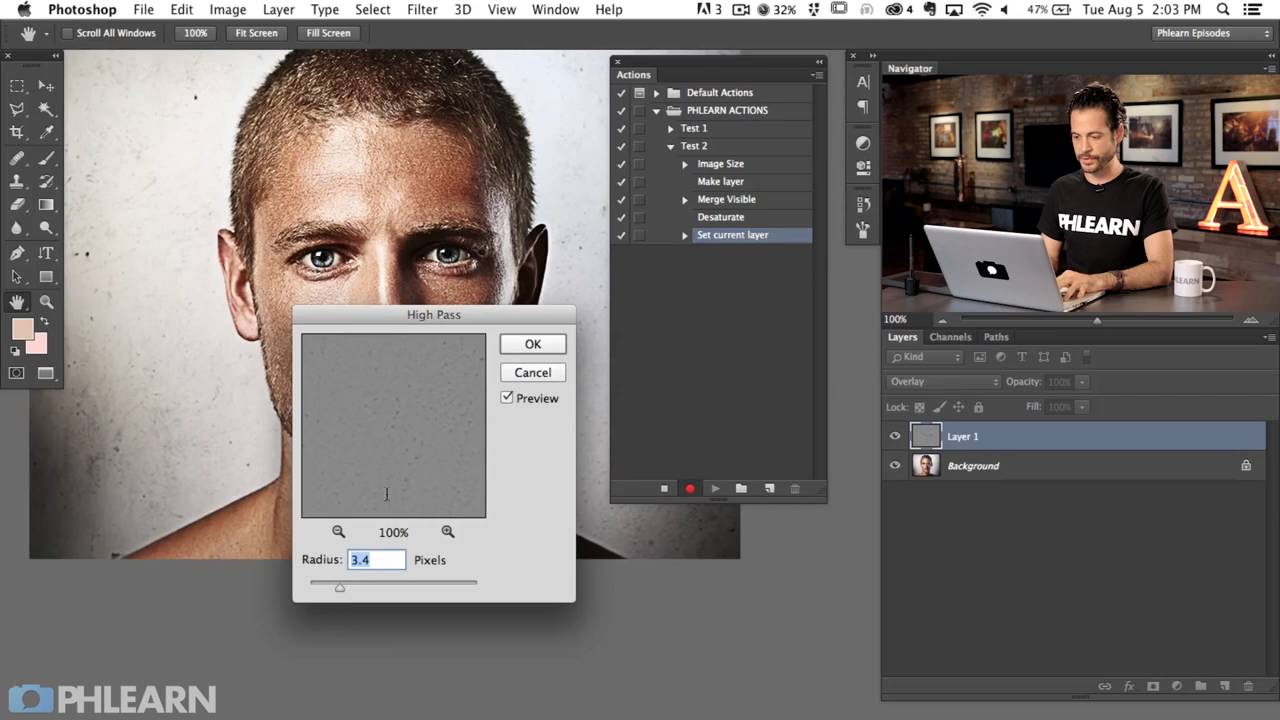 Photoshop File Edit Image Layer Type Select Filter 3D View Window Help 3 32% 4 47% Tue Aug 5 2:03 PM
Scroll All Windows 100% Fit Screen Fill Screen Phlearn Episodes
Actions
Default Actions
PHLEARN ACTIONS
Test 1
Test 2
Image Size
Make layer
Merge Visible
Desaturate
Set current layer
Navigator
PHLEARN
A
100%
High Pass
OK
Cancel
Preview
100%
Radius: 3.4 Pixels
Layers Channels Paths
Kind
Overlay Opacity: 100%
Lock: Fill: 100%
Layer 1
Background
PHLEARN